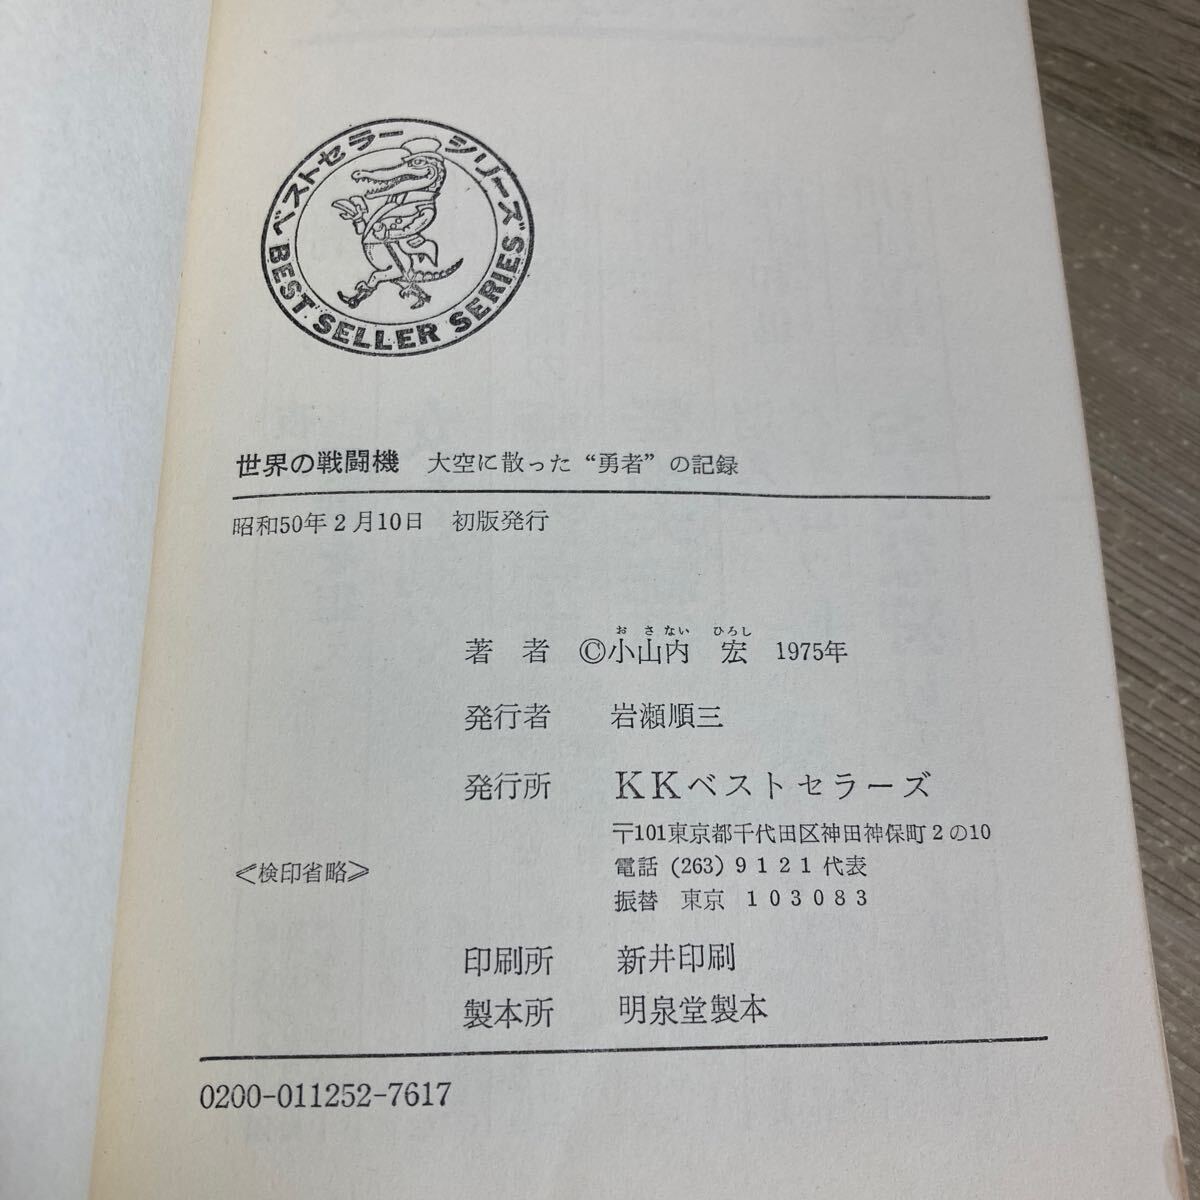 ベストセラーシリーズ
BEST SELLER SERIES
世界の戦闘機 大空に散った“勇者”の記録
昭和50年2月10日 初版発行
おさない ひろし
著者 ©小山内 宏 1975年
発行者 岩瀬順三
発行所 KKベストセラーズ
〒101東京都千代田区神田神保町2の10
電話(263)9121代表
<検印省略>
振替 東京 103083
印刷所 新井印刷
製本所 明泉堂製本
0200-011252-7617